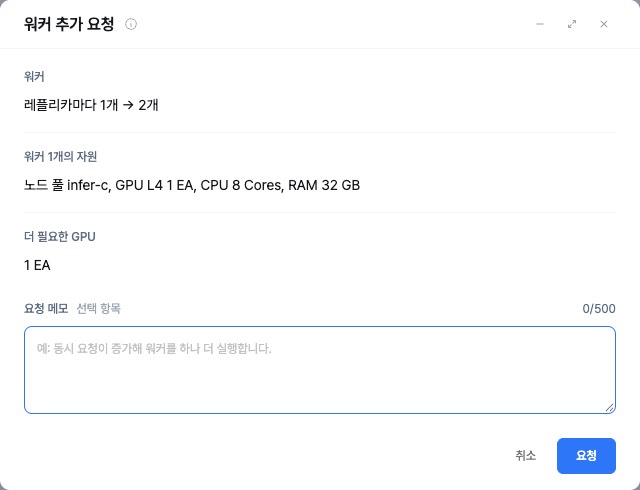 워커 추가 요청
워커
레플리카마다 1개 → 2개
워커 1개의 자원
노드 풀 infer-c, GPU L4 1 EA, CPU 8 Cores, RAM 32 GB
더 필요한 GPU
1 EA
요청 메모 선택 항목 0/500
예: 동시 요청이 증가해 워커를 하나 더 실행합니다.
취소 요청